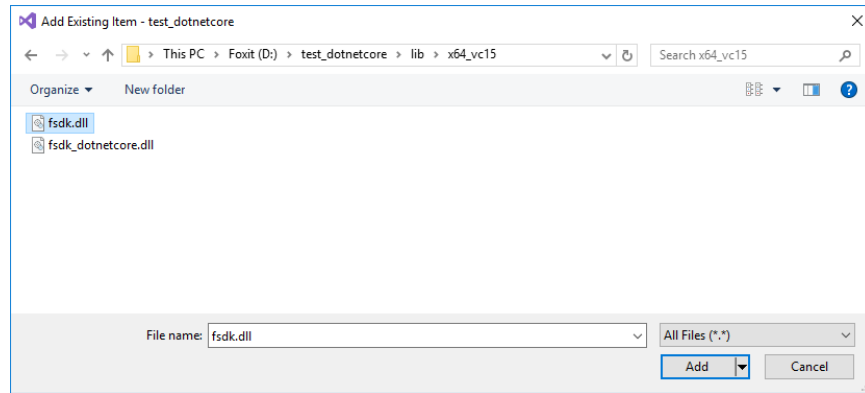 Add Existing Item - test_dotnetcore
This PC > Foxit (D:) > test_dotnetcore > lib > x64_vc15
Search x64_vc15
Organize
New folder
fsdk.dll
fsdk_dotnetcore.dll
File name: fsdk.dll
All Files (*.*)
Add
Cancel